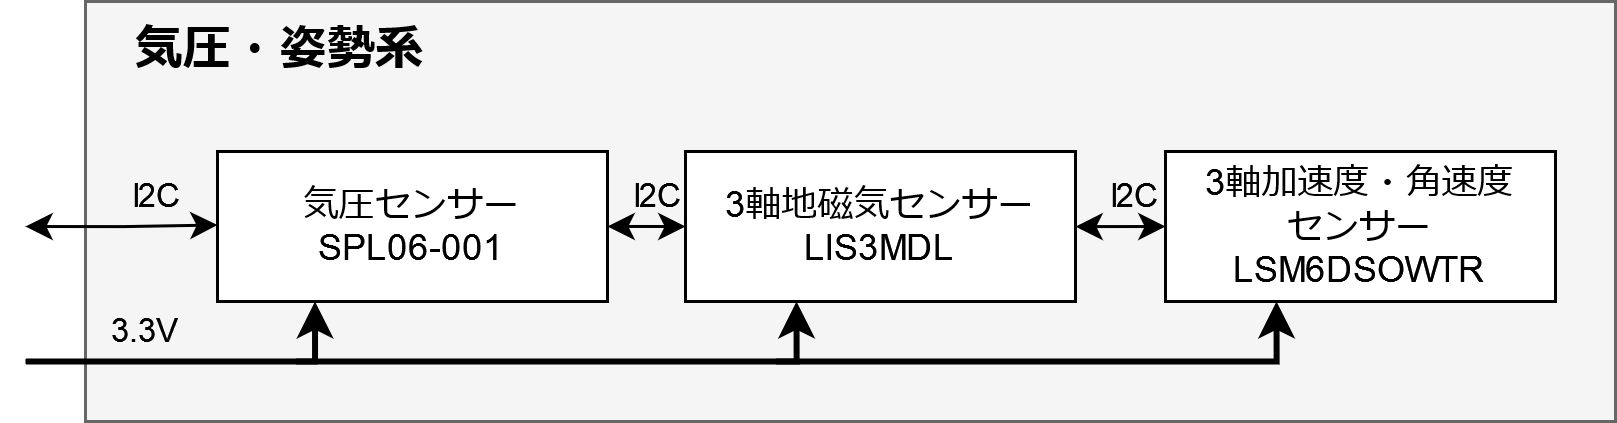 気圧・姿勢系
I2C
気圧センサー
SPL06-001
I2C
3軸地磁気センサー
LIS3MDL
I2C
3軸加速度・角速度
センサー
LSM6DSOWTR
3.3V